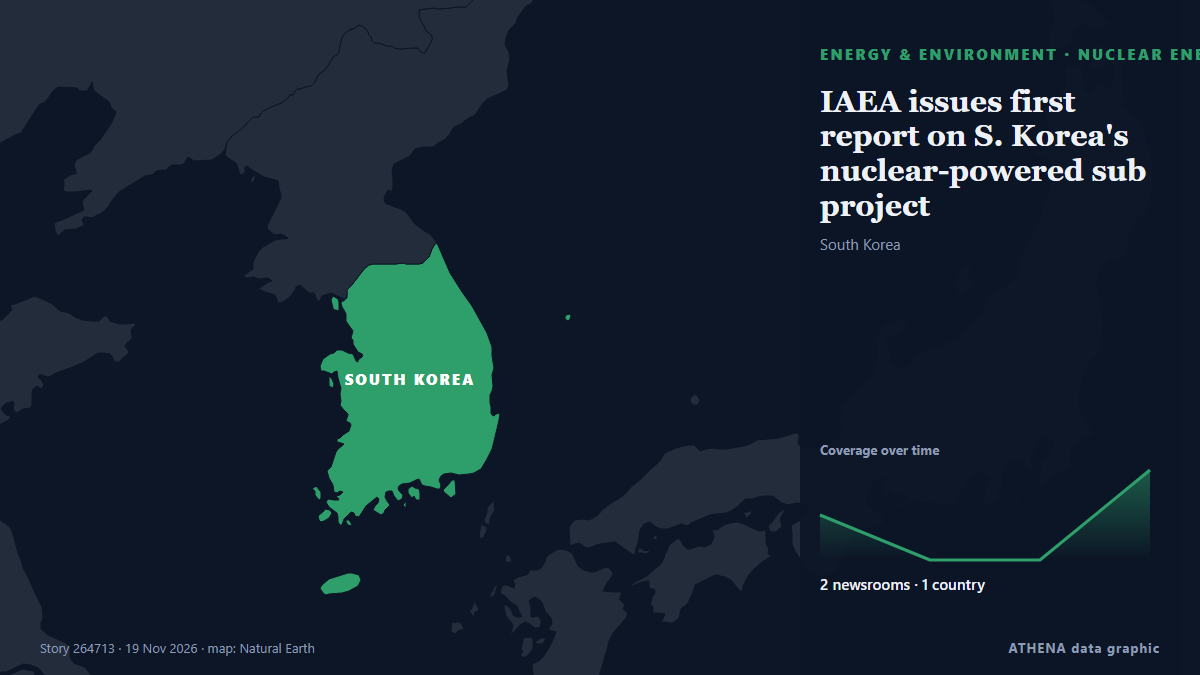 ENERGY & ENVIRONMENT · NUCLEAR ENE
IAEA issues first
report on S. Korea's
nuclear-powered sub
project
South Korea
SOUTH KOREA
Coverage over time
2 newsrooms · 1 country
Story 264713 · 19 Nov 2026 · map: Natural Earth
ATHENA data graphic